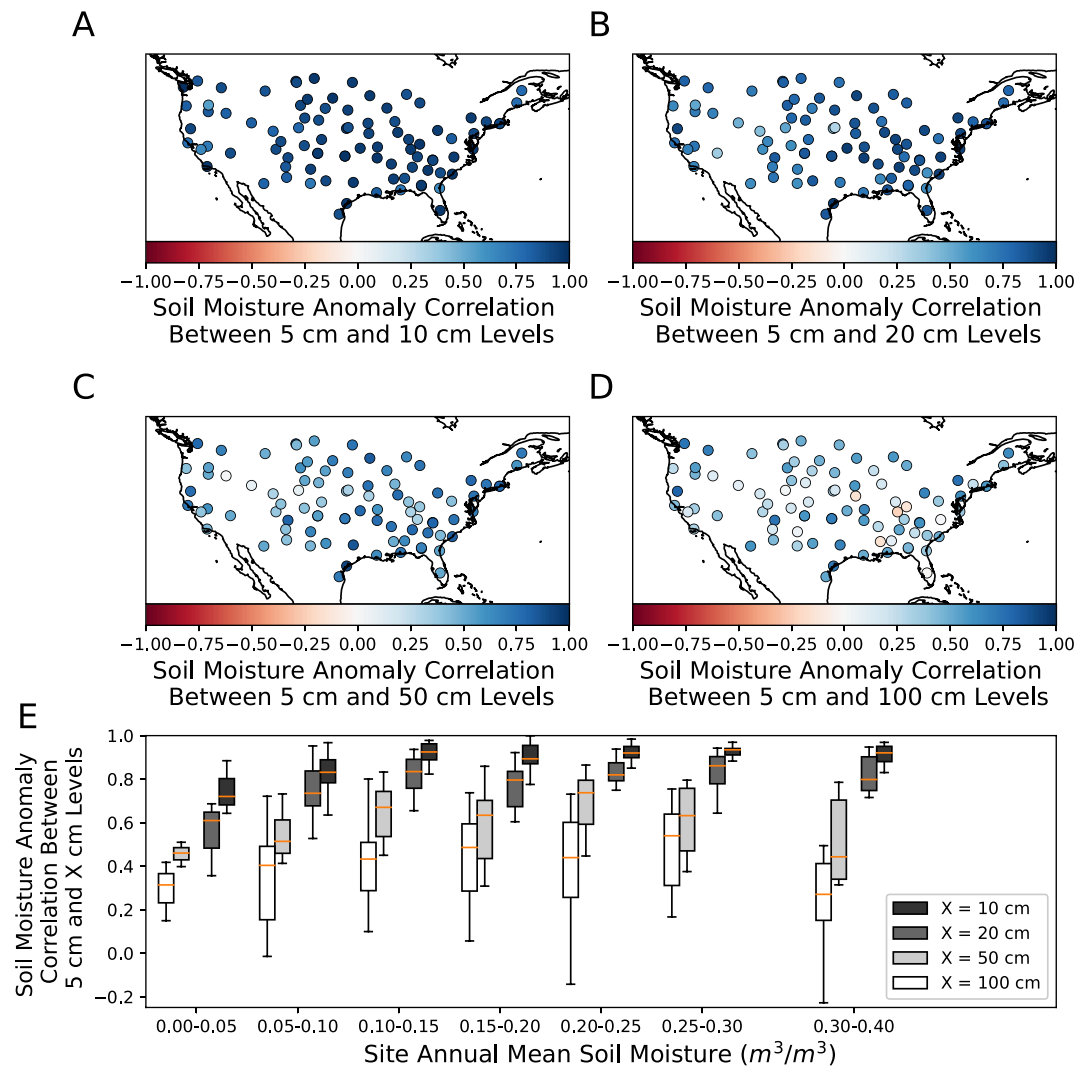 A
B
−1.00 −0.75 −0.50 −0.25 0.00 0.25 0.50 0.75 1.00
Soil Moisture Anomaly Correlation
Between 5 cm and 10 cm Levels
−1.00 −0.75 −0.50 −0.25 0.00 0.25 0.50 0.75 1.00
Soil Moisture Anomaly Correlation
Between 5 cm and 20 cm Levels
C
D
−1.00 −0.75 −0.50 −0.25 0.00 0.25 0.50 0.75 1.00
Soil Moisture Anomaly Correlation
Between 5 cm and 50 cm Levels
−1.00 −0.75 −0.50 −0.25 0.00 0.25 0.50 0.75 1.00
Soil Moisture Anomaly Correlation
Between 5 cm and 100 cm Levels
E
Soil Moisture Anomaly
Correlation Between
5 cm and X cm Levels
1.0
0.8
0.6
0.4
0.2
0.0
−0.2
X = 10 cm
X = 20 cm
X = 50 cm
X = 100 cm
0.00-0.05 0.05-0.10 0.10-0.15 0.15-0.20 0.20-0.25 0.25-0.30 0.30-0.40
Site Annual Mean Soil Moisture (m³/m³)